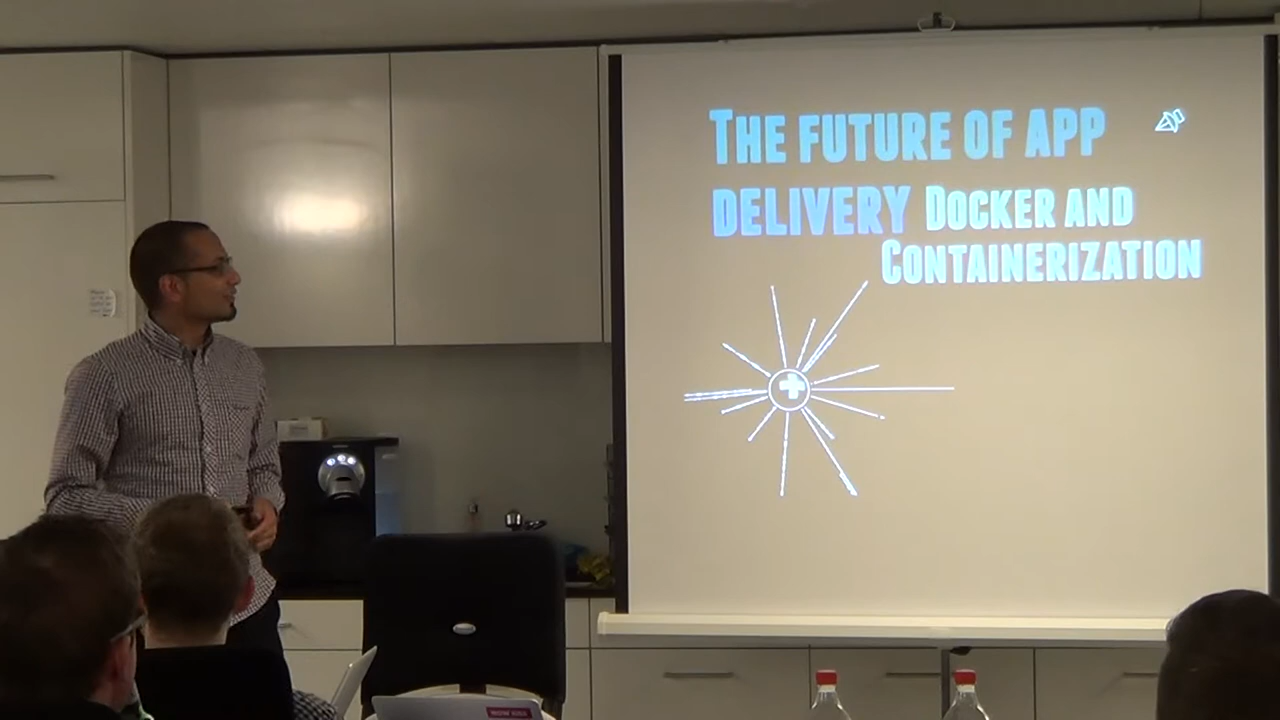 THE FUTURE OF APP
DELIVERY DOCKER AND
CONTAINERIZATION